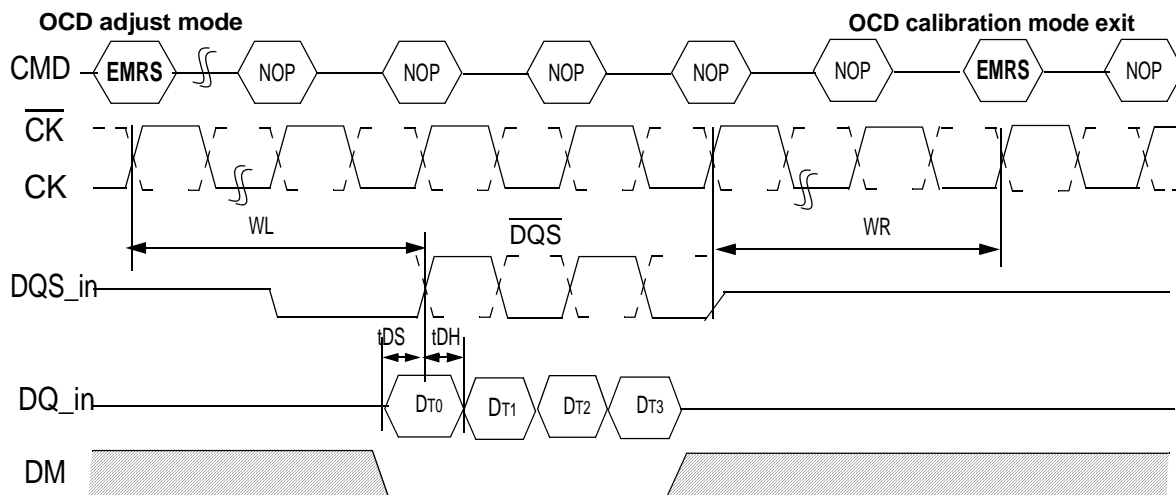 OCD adjust mode OCD calibration mode exit
CMD EMRS NOP NOP NOP NOP NOP EMRS NOP
CK
CK
WL DQS WR
DQS_in
tDS tDH
DQ_in DT0 DT1 DT2 DT3
DM